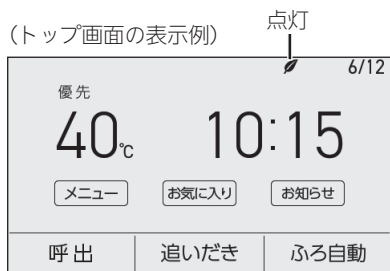 点灯
(トップ画面の表示例)
6/12
優先
40℃ 10:15
メニュー お気に入り お知らせ
呼出 追いだき ふろ自動